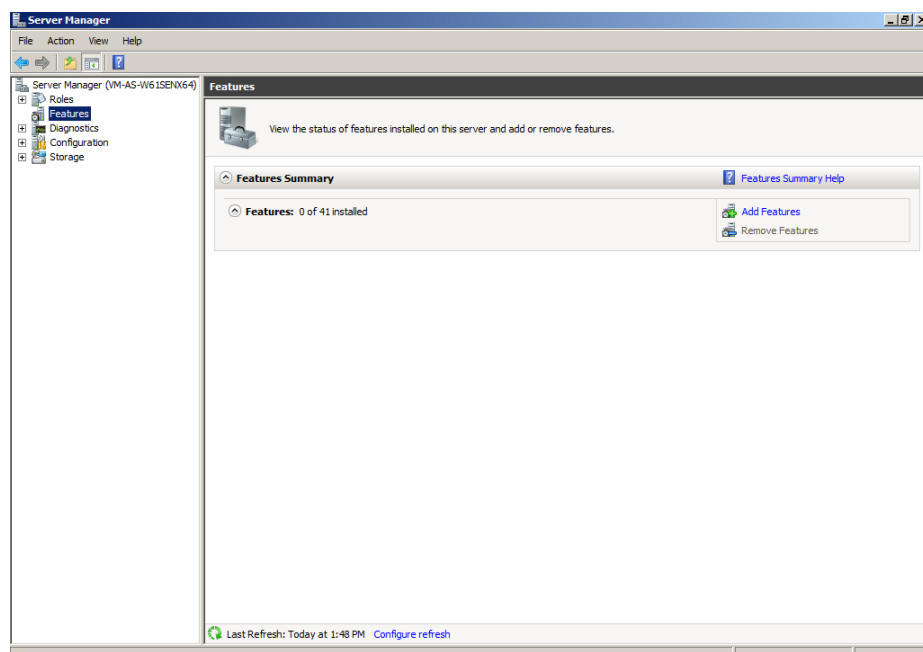 Server Manager
File Action View Help
Server Manager (VM-AS-W61SENX64)
Roles
Features
Diagnostics
Configuration
Storage
Features
View the status of features installed on this server and add or remove features.
Features Summary
Features Summary Help
Features: 0 of 41 installed
Add Features
Remove Features
Last Refresh: Today at 1:48 PM Configure refresh